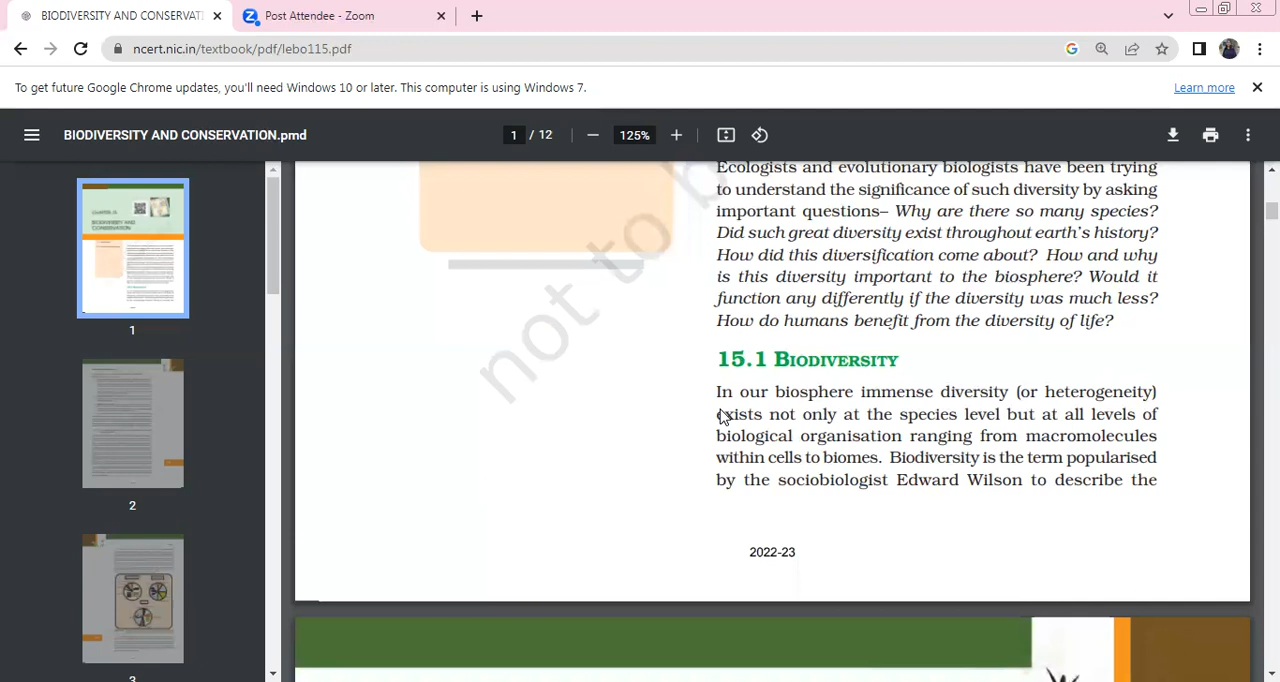 BIODIVERSITY AND CONSERVATI
Post Attendee - Zoom
ncert.nic.in/textbook/pdf/lebo115.pdf
To get future Google Chrome updates, you'll need Windows 10 or later. This computer is using Windows 7.
Learn more
BIODIVERSITY AND CONSERVATION.pmd
1 / 12
125%
Ecologists and evolutionary biologists have been trying
to understand the significance of such diversity by asking
important questions– Why are there so many species?
Did such great diversity exist throughout earth's history?
How did this diversification come about? How and why
is this diversity important to the biosphere? Would it
function any differently if the diversity was much less?
How do humans benefit from the diversity of life?
15.1 BIODIVERSITY
In our biosphere immense diversity (or heterogeneity)
exists not only at the species level but at all levels of
biological organisation ranging from macromolecules
within cells to biomes. Biodiversity is the term popularised
by the sociobiologist Edward Wilson to describe the
2022-23
not to b
1
2
3